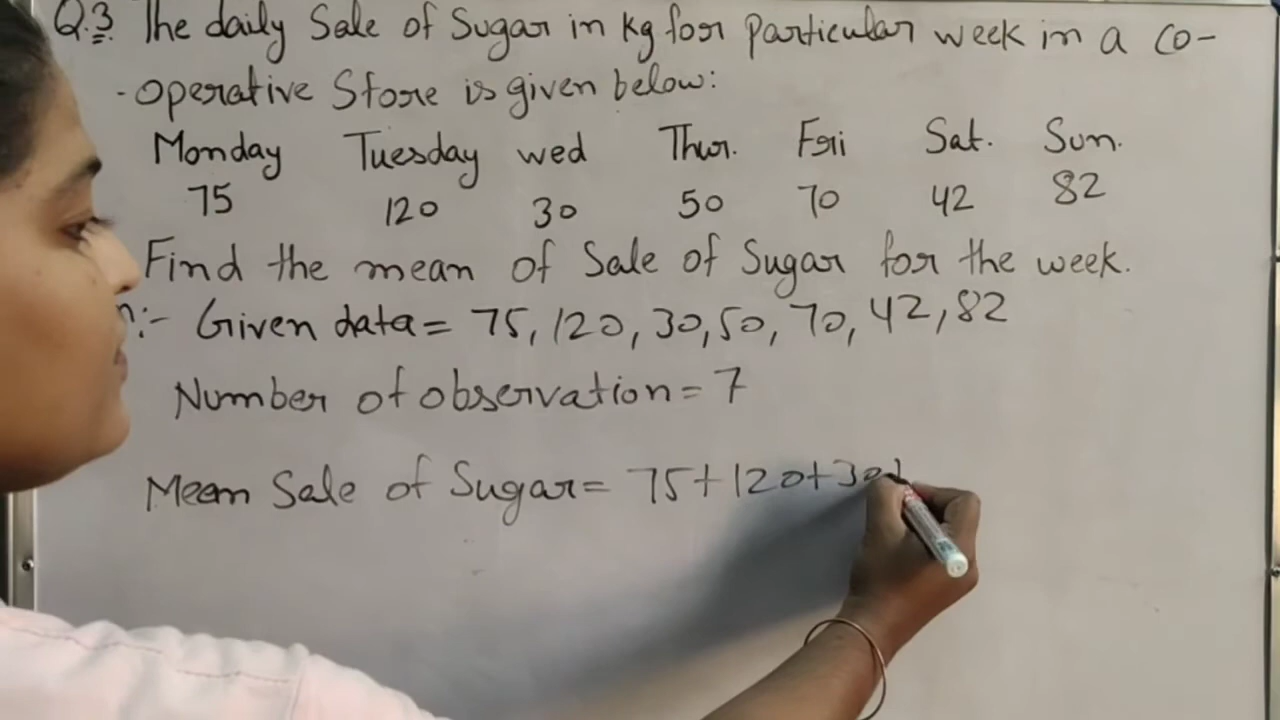 Q.3. The daily Sale of Sugar in kg for particular week in a Co-
-operative Store is given below:
Monday Tuesday wed Thur. Fri Sat. Sun.
75 120 30 50 70 42 82
Find the mean of Sale of Sugar for the week.
n:- Given data = 75, 120, 30, 50, 70, 42, 82
Number of observation = 7
Mean Sale of Sugar = 75+120+30+